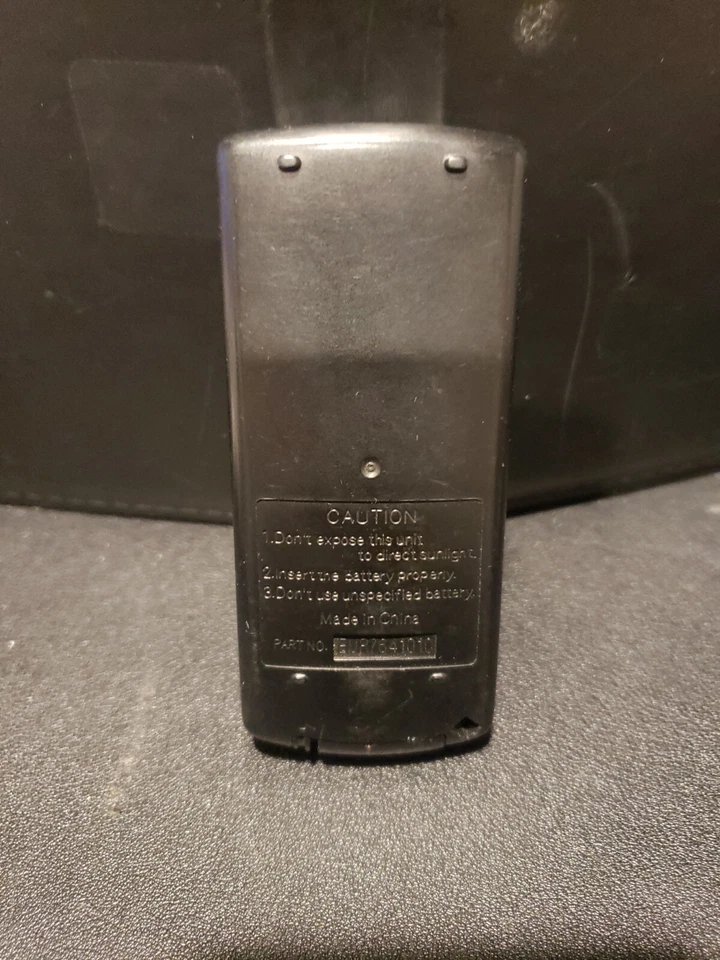 CAUTION
1.Don't expose this unit
to direct sunlight.
2.Insert the battery properly.
3.Don't use unspecified battery.
Made in China
PART NO. EUR7641010